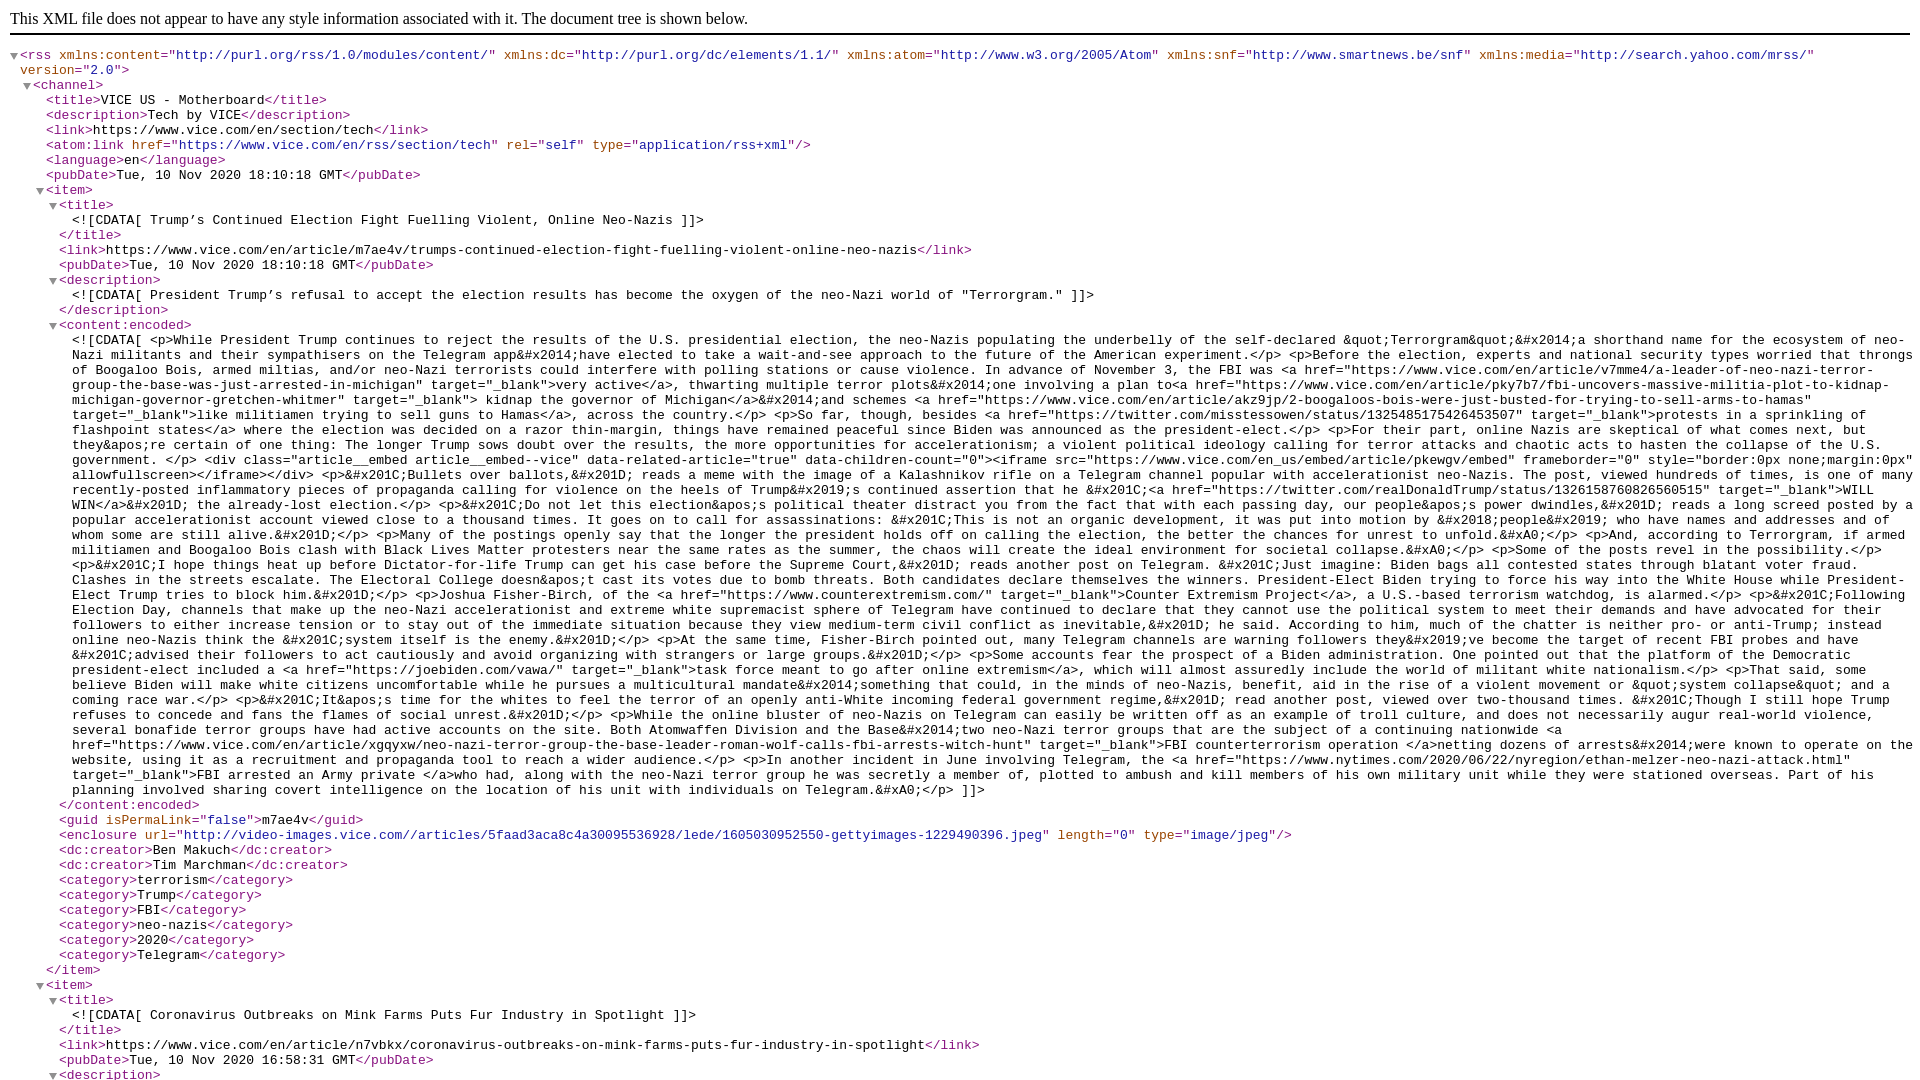 This XML file does not appear to have any style information associated with it. The document tree is shown below.
<rss xmlns:content="http://purl.org/rss/1.0/modules/content/" xmlns:dc="http://purl.org/dc/elements/1.1/" xmlns:atom="http://www.w3.org/2005/Atom" xmlns:snf="http://www.smartnews.be/snf" xmlns:media="http://search.yahoo.com/mrss/"
version="2.0">
<channel>
<title>VICE US - Motherboard</title>
<description>Tech by VICE</description>
<link>https://www.vice.com/en/section/tech</link>
<atom:link href="https://www.vice.com/en/rss/section/tech" rel="self" type="application/rss+xml"/>
<language>en</language>
<pubDate>Tue, 10 Nov 2020 18:10:18 GMT</pubDate>
<item>
<title>
<![CDATA[ Trump’s Continued Election Fight Fuelling Violent, Online Neo-Nazis ]]>
</title>
<link>https://www.vice.com/en/article/m7ae4v/trumps-continued-election-fight-fuelling-violent-online-neo-nazis</link>
<pubDate>Tue, 10 Nov 2020 18:10:18 GMT</pubDate>
<description>
<![CDATA[ President Trump’s refusal to accept the election results has become the oxygen of the neo-Nazi world of "Terrorgram." ]]>
</description>
<content:encoded>
<![CDATA[ <p>While President Trump continues to reject the results of the U.S. presidential election, the neo-Nazis populating the underbelly of the self-declared &quot;Terrorgram&quot;&#x2014;a shorthand name for the ecosystem of neo-
Nazi militants and their sympathisers on the Telegram app&#x2014;have elected to take a wait-and-see approach to the future of the American experiment.</p> <p>Before the election, experts and national security types worried that throngs
of Boogaloo Bois, armed miltias, and/or neo-Nazi terrorists could interfere with polling stations or cause violence. In advance of November 3, the FBI was <a href="https://www.vice.com/en/article/v7mme4/a-leader-of-neo-nazi-terror-
group-the-base-was-just-arrested-in-michigan" target="_blank">very active</a>, thwarting multiple terror plots&#x2014;one involving a plan to<a href="https://www.vice.com/en/article/pky7b7/fbi-uncovers-massive-militia-plot-to-kidnap-
michigan-governor-gretchen-whitmer" target="_blank"> kidnap the governor of Michigan</a>&#x2014;and schemes <a href="https://www.vice.com/en/article/akz9jp/2-boogaloos-bois-were-just-busted-for-trying-to-sell-arms-to-hamas"
target="_blank">like militiamen trying to sell guns to Hamas</a>, across the country.</p> <p>So far, though, besides <a href="https://twitter.com/misstessowen/status/1325485175426453507" target="_blank">protests in a sprinkling of
flashpoint states</a> where the election was decided on a razor thin-margin, things have remained peaceful since Biden was announced as the president-elect.</p> <p>For their part, online Nazis are skeptical of what comes next, but
they&apos;re certain of one thing: The longer Trump sows doubt over the results, the more opportunities for accelerationism; a violent political ideology calling for terror attacks and chaotic acts to hasten the collapse of the U.S.
government. </p> <div class="article__embed article__embed--vice" data-related-article="true" data-children-count="0"><iframe src="https://www.vice.com/en_us/embed/article/pkewgv/embed" frameborder="0" style="border:0px none;margin:0px"
allowfullscreen></iframe></div> <p>&#x201C;Bullets over ballots,&#x201D; reads a meme with the image of a Kalashnikov rifle on a Telegram channel popular with accelerationist neo-Nazis. The post, viewed hundreds of times, is one of many
recently-posted inflammatory pieces of propaganda calling for violence on the heels of Trump&#x2019;s continued assertion that he &#x201C;<a href="https://twitter.com/realDonaldTrump/status/1326158760826560515" target="_blank">WILL
WIN</a>&#x201D; the already-lost election.</p> <p>&#x201C;Do not let this election&apos;s political theater distract you from the fact that with each passing day, our people&apos;s power dwindles,&#x201D; reads a long screed posted by a
popular accelerationist account viewed close to a thousand times. It goes on to call for assassinations: &#x201C;This is not an organic development, it was put into motion by &#x2018;people&#x2019; who have names and addresses and of
whom some are still alive.&#x201D;</p> <p>Many of the postings openly say that the longer the president holds off on calling the election, the better the chances for unrest to unfold.&#xA0;</p> <p>And, according to Terrorgram, if armed
militiamen and Boogaloo Bois clash with Black Lives Matter protesters near the same rates as the summer, the chaos will create the ideal environment for societal collapse.&#xA0;</p> <p>Some of the posts revel in the possibility.</p>
<p>&#x201C;I hope things heat up before Dictator-for-life Trump can get his case before the Supreme Court,&#x201D; reads another post on Telegram. &#x201C;Just imagine: Biden bags all contested states through blatant voter fraud.
Clashes in the streets escalate. The Electoral College doesn&apos;t cast its votes due to bomb threats. Both candidates declare themselves the winners. President-Elect Biden trying to force his way into the White House while President-
Elect Trump tries to block him.&#x201D;</p> <p>Joshua Fisher-Birch, of the <a href="https://www.counterextremism.com/" target="_blank">Counter Extremism Project</a>, a U.S.-based terrorism watchdog, is alarmed.</p> <p>&#x201C;Following
Election Day, channels that make up the neo-Nazi accelerationist and extreme white supremacist sphere of Telegram have continued to declare that they cannot use the political system to meet their demands and have advocated for their
followers to either increase tension or to stay out of the immediate situation because they view medium-term civil conflict as inevitable,&#x201D; he said. According to him, much of the chatter is neither pro- or anti-Trump; instead
online neo-Nazis think the &#x201C;system itself is the enemy.&#x201D;</p> <p>At the same time, Fisher-Birch pointed out, many Telegram channels are warning followers they&#x2019;ve become the target of recent FBI probes and have
&#x201C;advised their followers to act cautiously and avoid organizing with strangers or large groups.&#x201D;</p> <p>Some accounts fear the prospect of a Biden administration. One pointed out that the platform of the Democratic
president-elect included a <a href="https://joebiden.com/vawa/" target="_blank">task force meant to go after online extremism</a>, which will almost assuredly include the world of militant white nationalism.</p> <p>That said, some
believe Biden will make white citizens uncomfortable while he pursues a multicultural mandate&#x2014;something that could, in the minds of neo-Nazis, benefit, aid in the rise of a violent movement or &quot;system collapse&quot; and a
coming race war.</p> <p>&#x201C;It&apos;s time for the whites to feel the terror of an openly anti-White incoming federal government regime,&#x201D; read another post, viewed over two-thousand times. &#x201C;Though I still hope Trump
refuses to concede and fans the flames of social unrest.&#x201D;</p> <p>While the online bluster of neo-Nazis on Telegram can easily be written off as an example of troll culture, and does not necessarily augur real-world violence,
several bonafide terror groups have had active accounts on the site. Both Atomwaffen Division and the Base&#x2014;two neo-Nazi terror groups that are the subject of a continuing nationwide <a
href="https://www.vice.com/en/article/xgqyxw/neo-nazi-terror-group-the-base-leader-roman-wolf-calls-fbi-arrests-witch-hunt" target="_blank">FBI counterterrorism operation </a>netting dozens of arrests&#x2014;were known to operate on the
website, using it as a recruitment and propaganda tool to reach a wider audience.</p> <p>In another incident in June involving Telegram, the <a href="https://www.nytimes.com/2020/06/22/nyregion/ethan-melzer-neo-nazi-attack.html"
target="_blank">FBI arrested an Army private </a>who had, along with the neo-Nazi terror group he was secretly a member of, plotted to ambush and kill members of his own military unit while they were stationed overseas. Part of his
planning involved sharing covert intelligence on the location of his unit with individuals on Telegram.&#xA0;</p> ]]>
</content:encoded>
<guid isPermaLink="false">m7ae4v</guid>
<enclosure url="http://video-images.vice.com//articles/5faad3aca8c4a30095536928/lede/1605030952550-gettyimages-1229490396.jpeg" length="0" type="image/jpeg"/>
<dc:creator>Ben Makuch</dc:creator>
<dc:creator>Tim Marchman</dc:creator>
<category>terrorism</category>
<category>Trump</category>
<category>FBI</category>
<category>neo-nazis</category>
<category>2020</category>
<category>Telegram</category>
</item>
<item>
<title>
<![CDATA[ Coronavirus Outbreaks on Mink Farms Puts Fur Industry in Spotlight ]]>
</title>
<link>https://www.vice.com/en/article/n7vbkx/coronavirus-outbreaks-on-mink-farms-puts-fur-industry-in-spotlight</link>
<pubDate>Tue, 10 Nov 2020 16:58:31 GMT</pubDate>
<description>